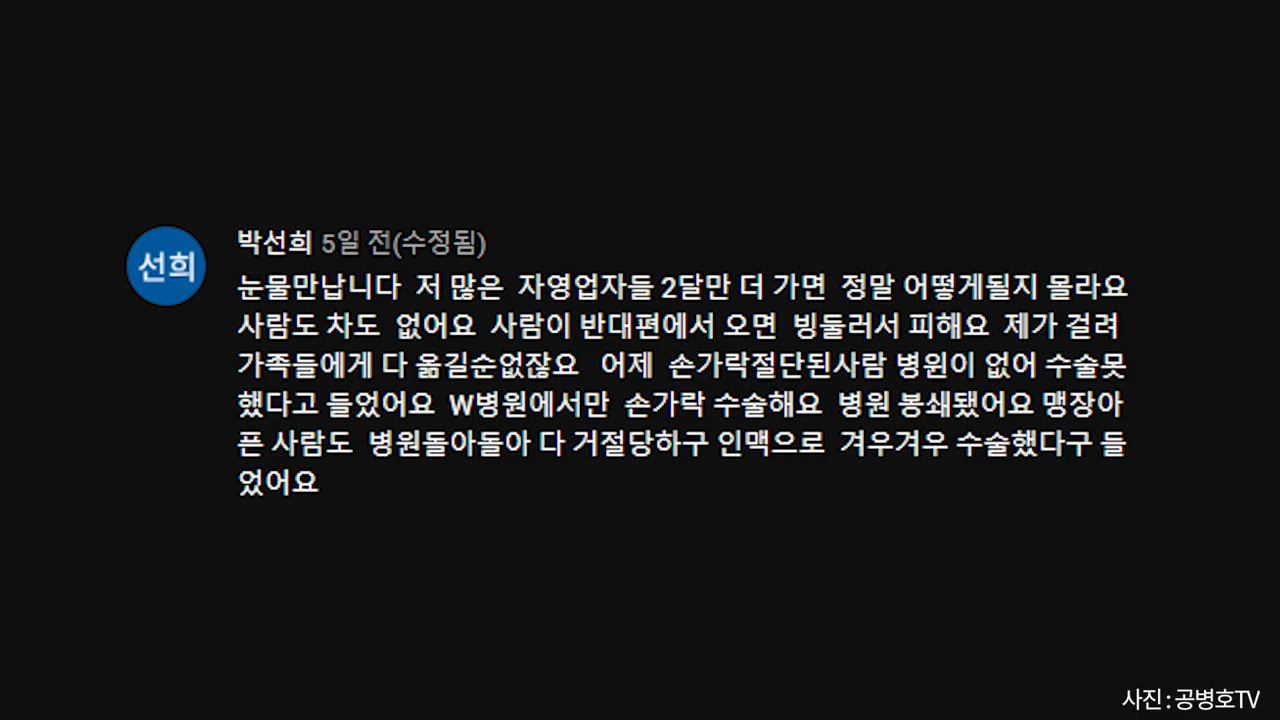 선희
박선희 5일 전(수정됨)
눈물만납니다  저 많은  자영업자들 2달만 더 가면  정말 어떻게될지 몰라요
사람도 차도  없어요  사람이 반대편에서 오면  빙둘러서 피해요  제가 걸려
가족들에게 다 옮길순없잖요   어제  손가락절단된사람 병원이 없어 수술못
했다고 들었어요  W병원에서만  손가락 수술해요  병원 봉쇄됐어요 맹장아
픈 사람도  병원돌아돌아 다 거절당하구 인맥으로  겨우겨우 수술했다구 들
었어요
사진 : 공병호TV